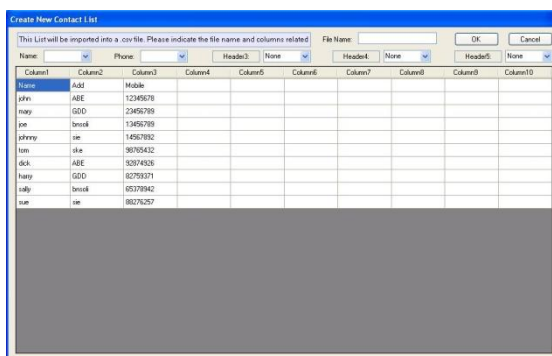 Create New Contact List
This List will be imported into a .csv file. Please indicate the file name and columns related File Name: OK Cancel
Name: Phone: Header3: None Header4: None Header5: None
Column1 Column2 Column3 Column4 Column5 Column6 Column7 Column8 Column9 Column10
Name Add Mobile
john ABE 12345678
mary GDD 23456789
joe bnsoli 13456789
johnny sie 14567892
tom ske 98765432
dick ABE 92874926
harry GDD 82759371
sally bnsoli 65378942
sue sie 88276257